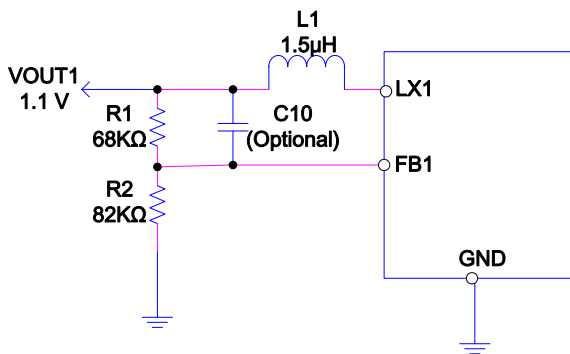 L1
1.5µH
VOUT1
1.1 V
LX1
R1
68KΩ
C10
(Optional)
FB1
R2
82KΩ
GND